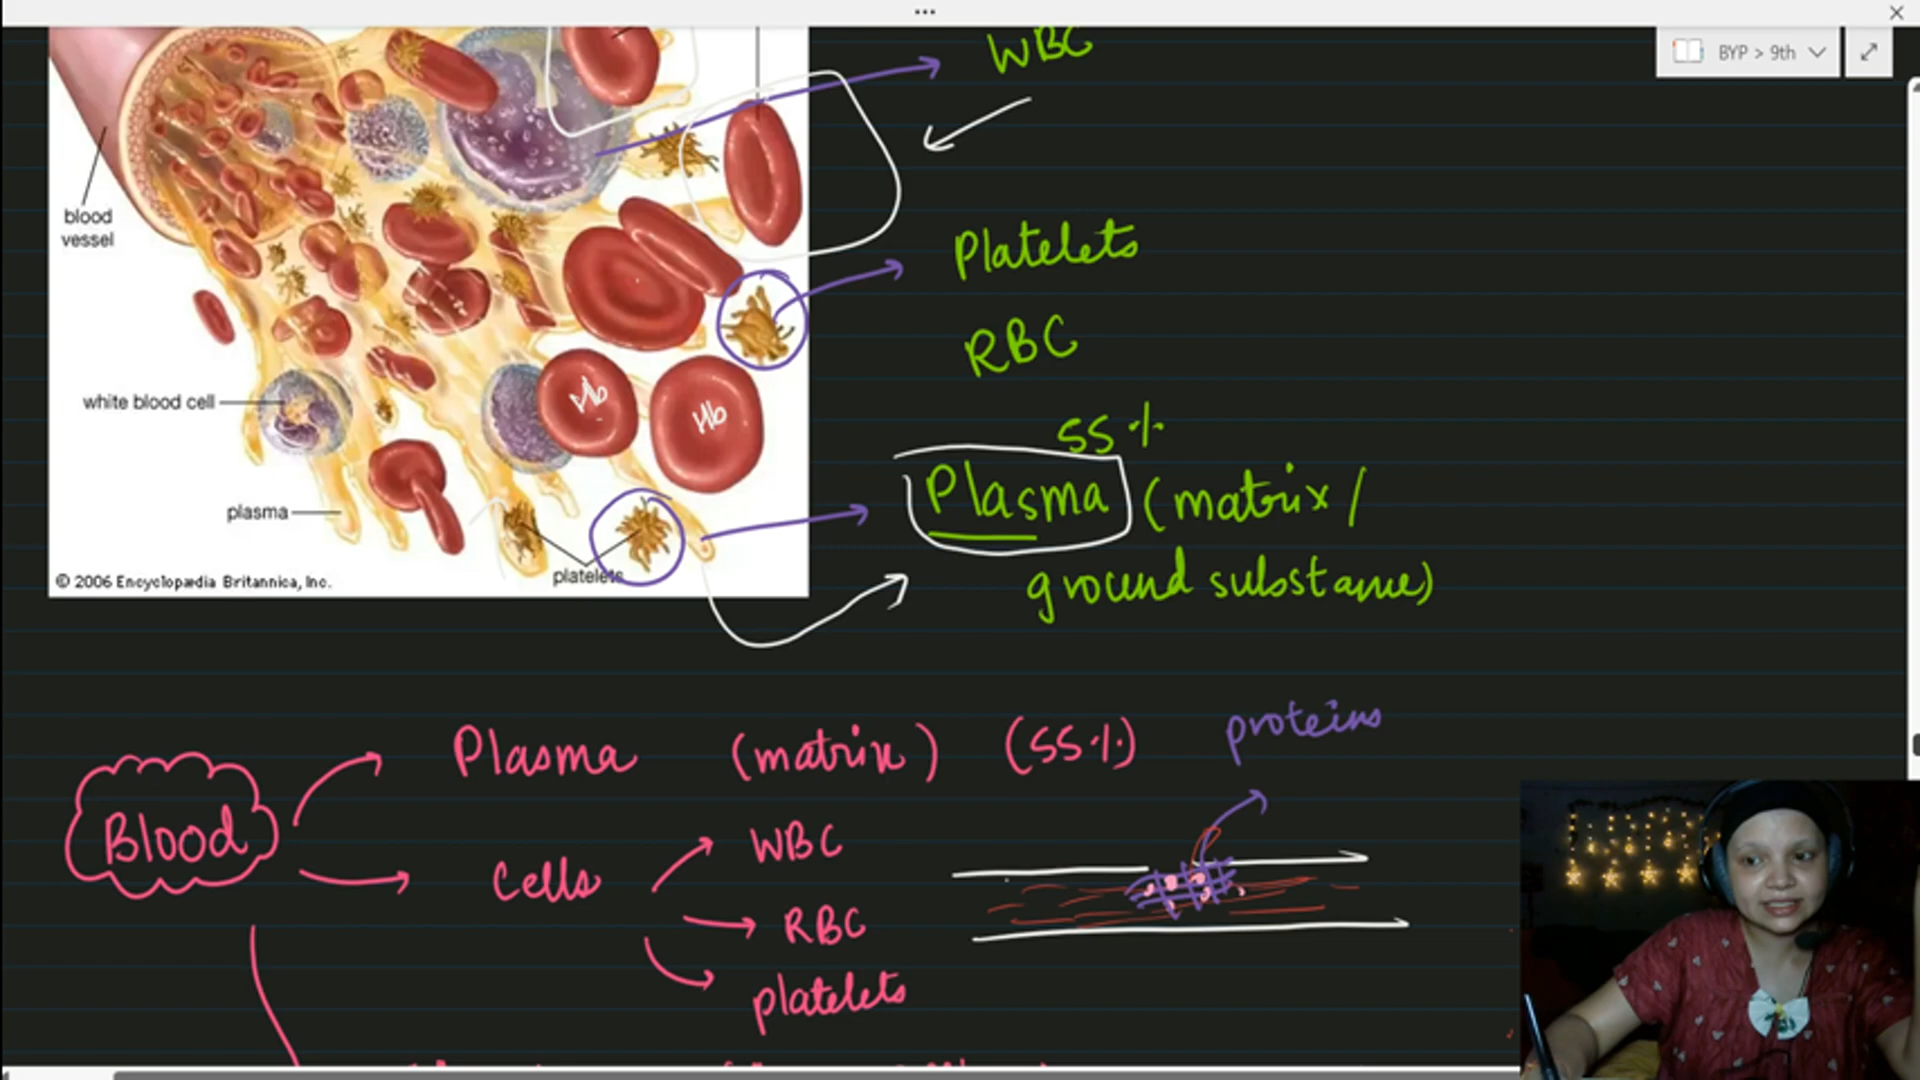 ...
BYP > 9th
WBC
blood
vessel
Platelets
RBC
white blood cell
Hb
Hb
55 %
Plasma (matrix /
plasma
ground substance)
platelets
© 2006 Encyclopædia Britannica, Inc.
proteins
Plasma (matrix) (55%)
Blood
Cells
WBC
RBC
platelets